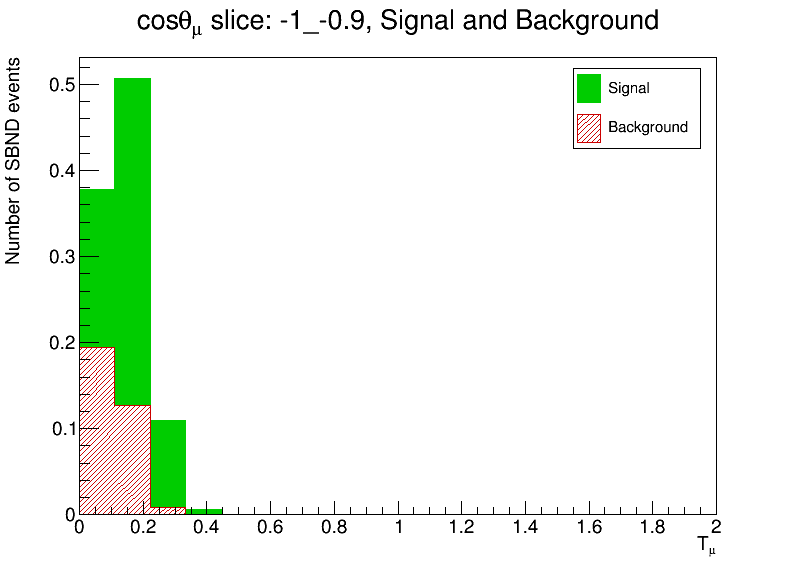 cosθμ slice: -1_-0.9, Signal and Background
Number of SBND events
Signal
Background
0.5
0.4
0.3
0.2
0.1
0
0 0.2 0.4 0.6 0.8 1 1.2 1.4 1.6 1.8 2
Tμ